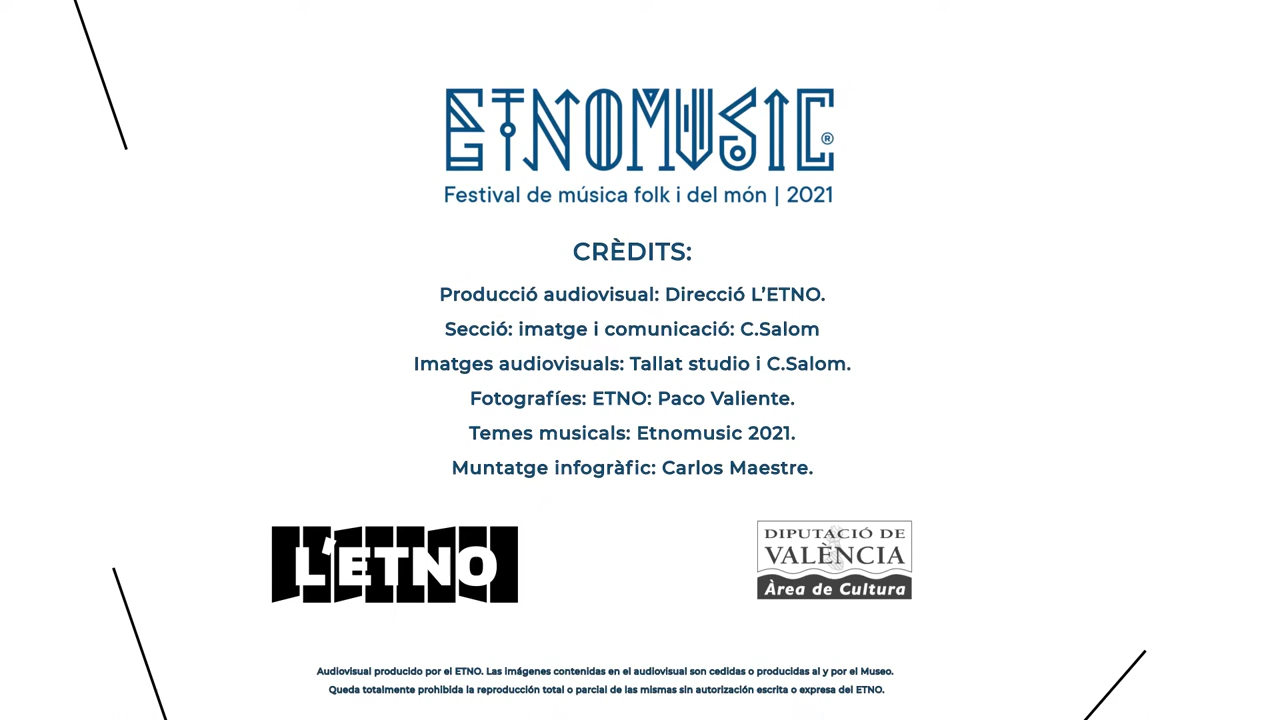 ETNOMUSIC®
Festival de música folk i del món | 2021
CRÈDITS:
Producció audiovisual: Direcció L’ETNO.
Secció: imatge i comunicació: C.Salom
Imatges audiovisuals: Tallat studio i C.Salom.
Fotografíes: ETNO: Paco Valiente.
Temes musicals: Etnomusic 2021.
Muntatge infogràfic: Carlos Maestre.
L'ETNO
DIPUTACIÓ DE
VALÈNCIA
Àrea de Cultura
Audiovisual producido por el ETNO. Las imágenes contenidas en el audiovisual son cedidas o producidas al y por el Museo.
Queda totalmente prohibida la reproducción total o parcial de las mismas sin autorización escrita o expresa del ETNO.